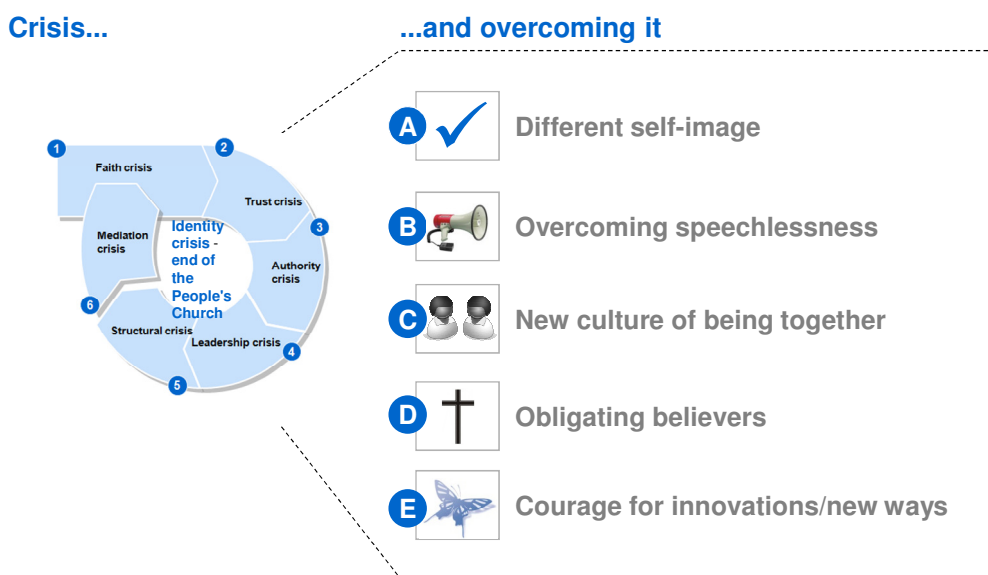 Crisis...
...and overcoming it
1
Faith crisis
2
Trust crisis
3
Authority
crisis
4
Leadership crisis
5
Structural crisis
6
Mediation
crisis
Identity
crisis -
end of
the
People's
Church
A
Different self-image
B
Overcoming speechlessness
C
New culture of being together
D
Obligating believers
E
Courage for innovations/new ways